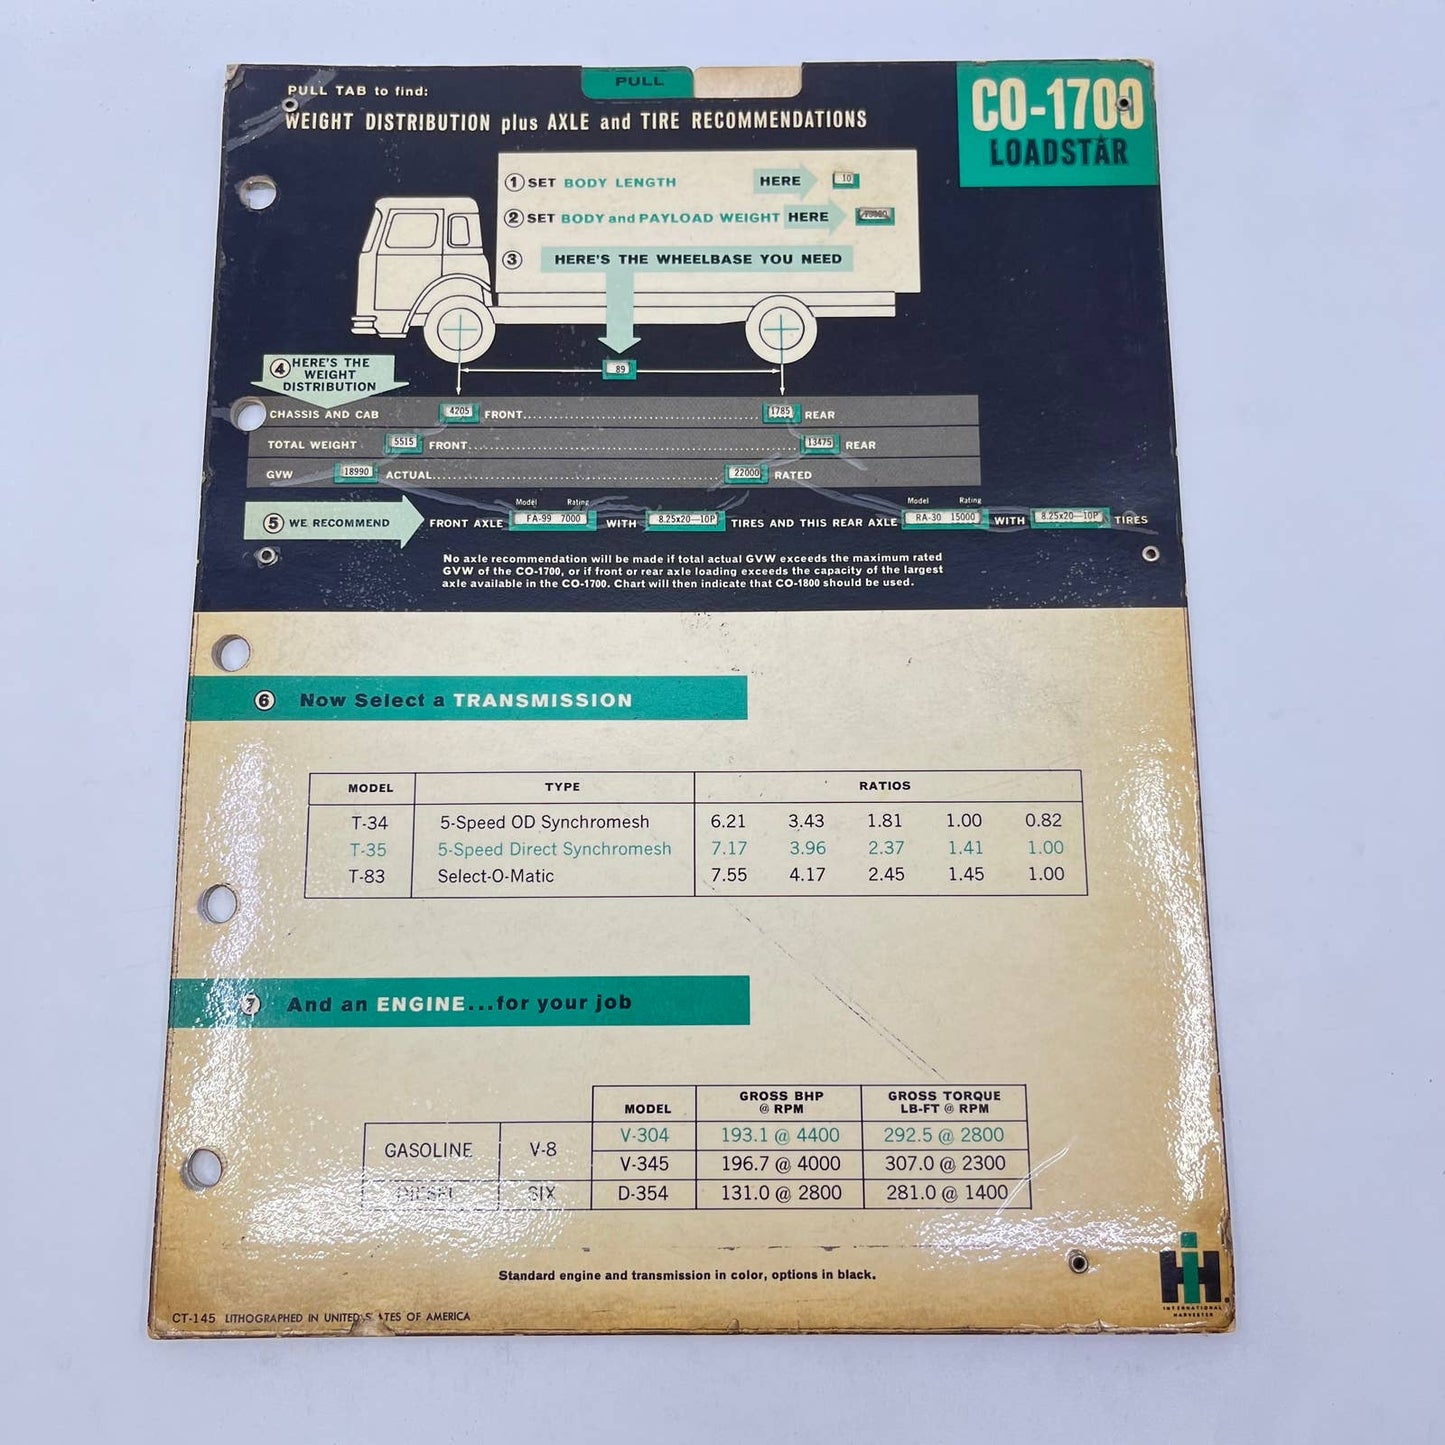 PULL
CO-1700
LOADSTAR
PULL TAB to find:
WEIGHT DISTRIBUTION plus AXLE and TIRE RECOMMENDATIONS
1 SET BODY LENGTH HERE 10
2 SET BODY and PAYLOAD WEIGHT HERE
3 HERE'S THE WHEELBASE YOU NEED
89
4 HERE'S THE
WEIGHT
DISTRIBUTION
CHASSIS AND CAB 4205 FRONT 1785 REAR
TOTAL WEIGHT 5515 FRONT 13475 REAR
GVW 18990 ACTUAL 22000 RATED
Model Rating Model Rating
5 WE RECOMMEND FRONT AXLE FA-99 7000 WITH 8.25x20—10P TIRES AND THIS REAR AXLE RA-30 15000 WITH 8.25x20—10P TIRES
No axle recommendation will be made if total actual GVW exceeds the maximum rated
GVW of the CO-1700, or if front or rear axle loading exceeds the capacity of the largest
axle available in the CO-1700. Chart will then indicate that CO-1800 should be used.
6 Now Select a TRANSMISSION
MODEL TYPE RATIOS
T-34 5-Speed OD Synchromesh 6.21 3.43 1.81 1.00 0.82
T-35 5-Speed Direct Synchromesh 7.17 3.96 2.37 1.41 1.00
T-83 Select-O-Matic 7.55 4.17 2.45 1.45 1.00
7 And an ENGINE...for your job
MODEL GROSS BHP @ RPM GROSS TORQUE LB-FT @ RPM
GASOLINE V-8 V-304 193.1 @ 4400 292.5 @ 2800
V-345 196.7 @ 4000 307.0 @ 2300
DIESEL SIX D-354 131.0 @ 2800 281.0 @ 1400
Standard engine and transmission in color, options in black.
IH
INTERNATIONAL
HARVESTER
CT-145 LITHOGRAPHED IN UNITED STATES OF AMERICA